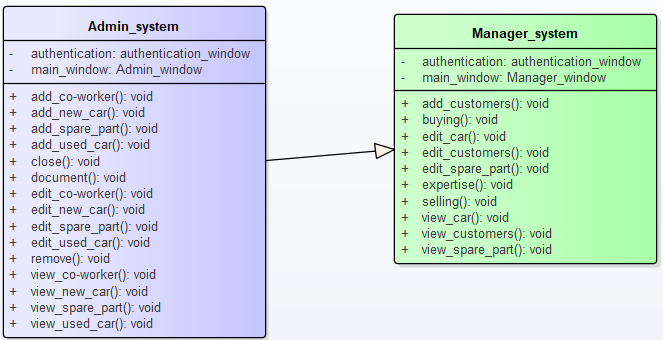 Admin_system
- authentication: authentication_window
- main_window: Admin_window
+ add_co-worker(): void
+ add_new_car(): void
+ add_spare_part(): void
+ add_used_car(): void
+ close(): void
+ document(): void
+ edit_co-worker(): void
+ edit_new_car(): void
+ edit_spare_part(): void
+ edit_used_car(): void
+ remove(): void
+ view_co-worker(): void
+ view_new_car(): void
+ view_spare_part(): void
+ view_used_car(): void
Manager_system
- authentication: authentication_window
- main_window: Manager_window
+ add_customers(): void
+ buying(): void
+ edit_car(): void
+ edit_customers(): void
+ edit_spare_part(): void
+ expertise(): void
+ selling(): void
+ view_car(): void
+ view_customers(): void
+ view_spare_part(): void